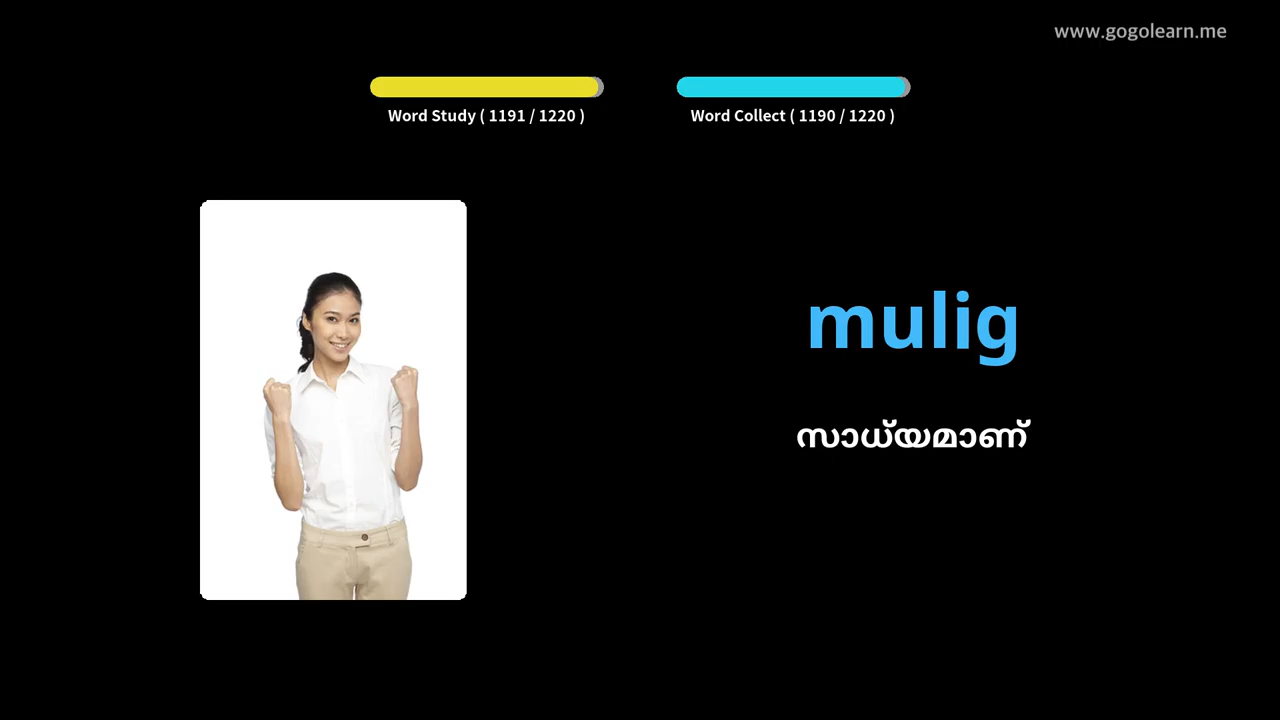 www.gogolearn.me
Word Study ( 1191 / 1220 )
Word Collect ( 1190 / 1220 )
mulig
സാധ്യമാണ്